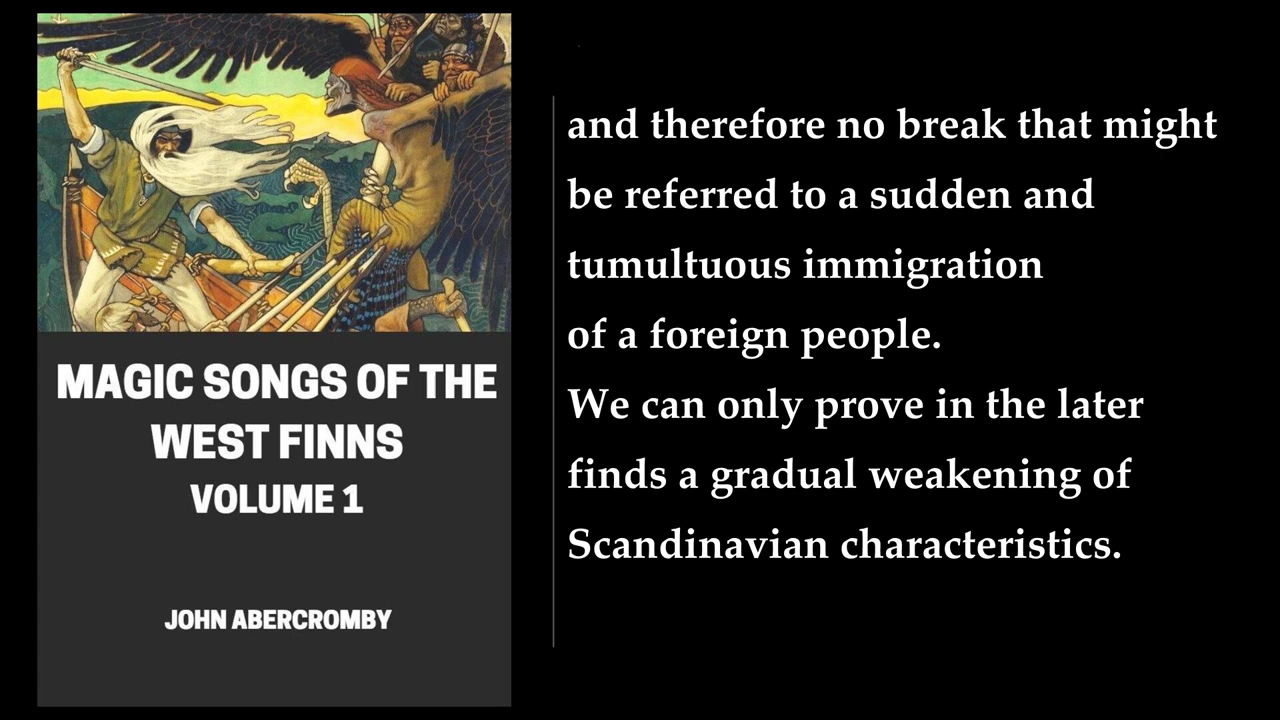 MAGIC SONGS OF THE
WEST FINNS
VOLUME 1
JOHN ABERCROMBY
and therefore no break that might
be referred to a sudden and
tumultuous immigration
of a foreign people.
We can only prove in the later
finds a gradual weakening of
Scandinavian characteristics.